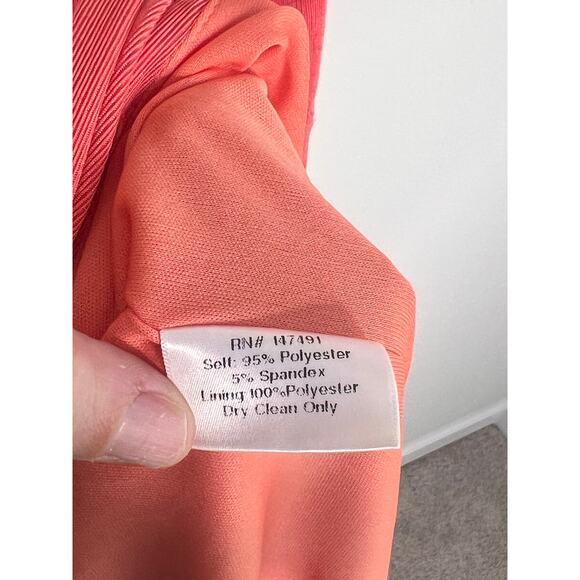 RN# 147491
Self: 95% Polyester
5% Spandex
Lining:100%Polyester
Dry Clean Only